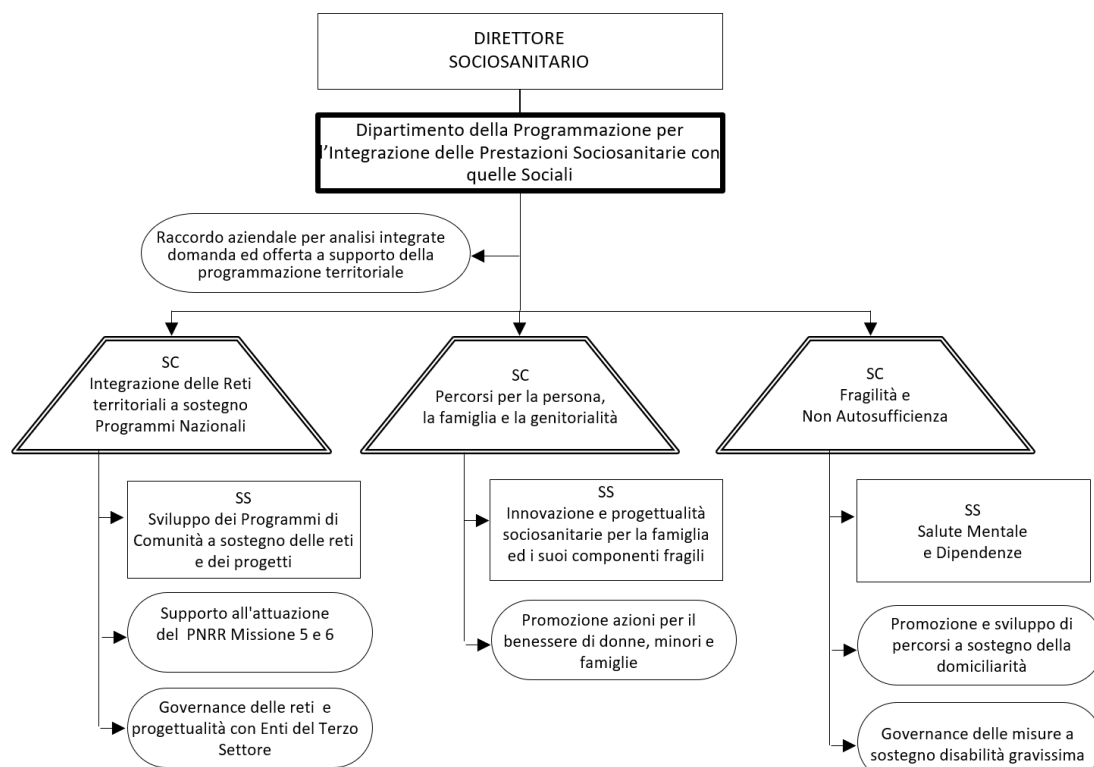 DIRETTORE
SOCIOSANITARIO
Dipartimento della Programmazione per
l'Integrazione delle Prestazioni Sociosanitarie con
quelle Sociali
Raccordo aziendale per analisi integrate
domanda ed offerta a supporto della
programmazione territoriale
SC
Integrazione delle Reti
territoriali a sostegno
Programmi Nazionali
SS
Sviluppo dei Programmi di
Comunità a sostegno delle reti
e dei progetti
Supporto all'attuazione
del PNRR Missione 5 e 6
Governance delle reti e
progettualità con Enti del Terzo
Settore
SC
Percorsi per la persona,
la famiglia e la genitorialità
SS
Innovazione e progettualità
sociosanitarie per la famiglia
ed i suoi componenti fragili
Promozione azioni per il
benessere di donne, minori e
famiglie
SC
Fragilità e
Non Autosufficienza
SS
Salute Mentale
e Dipendenze
Promozione e sviluppo di
percorsi a sostegno della
domiciliarità
Governance delle misure a
sostegno disabilità gravissima